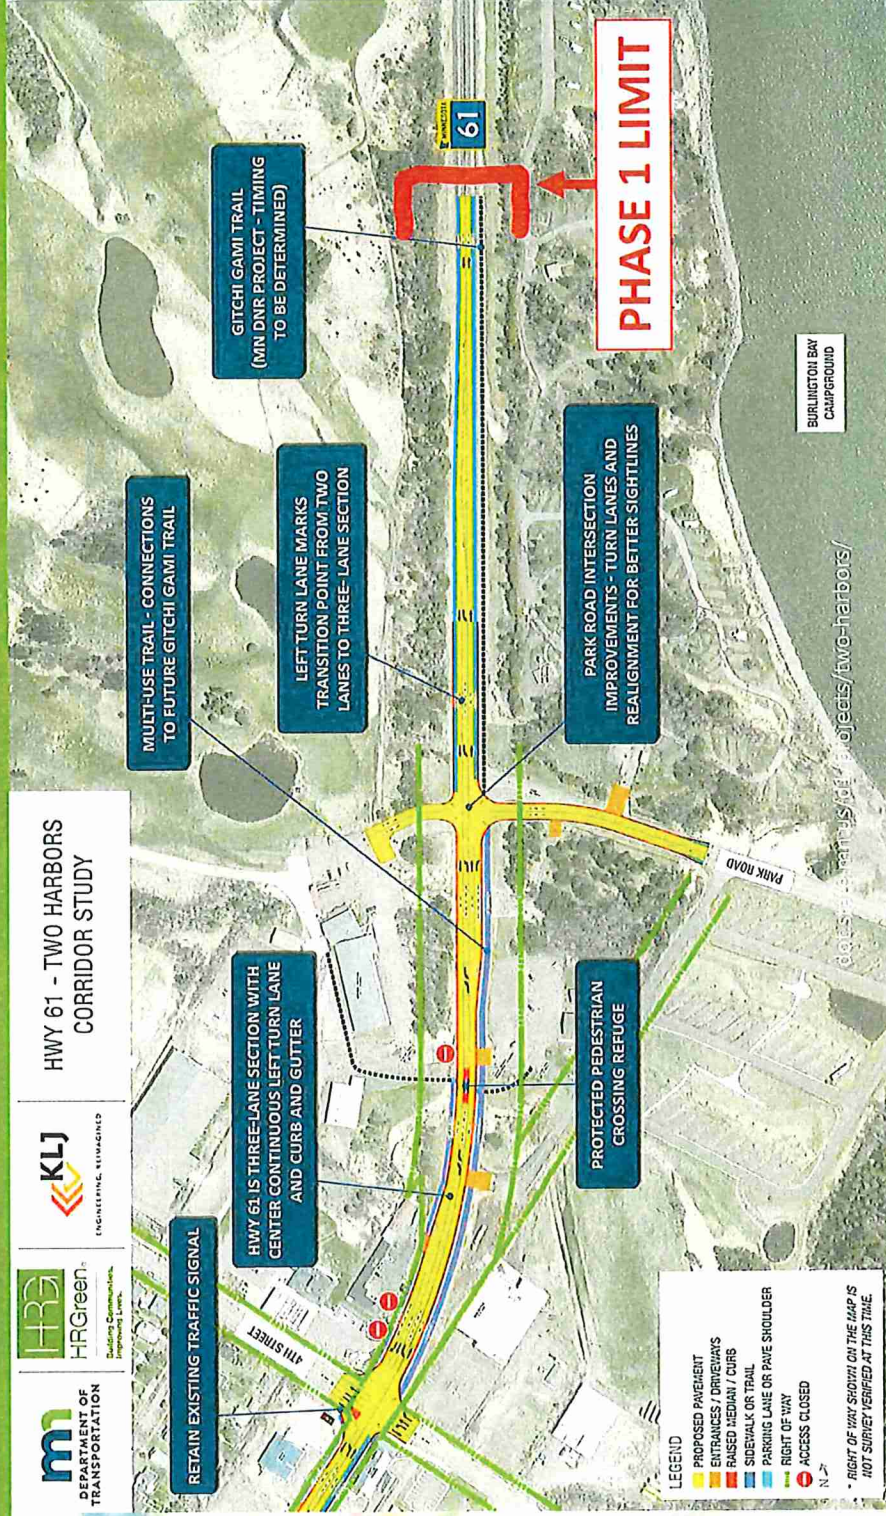 DEPARTMENT OF
TRANSPORTATION
HRG
HRGreen
Building Communities.
Improving Lives.
KLJ
ENGINEERING, REIMAGINED
HWY 61 - TWO HARBORS
CORRIDOR STUDY
RETAIN EXISTING TRAFFIC SIGNAL
HWY 61 IS THREE-LANE SECTION WITH
CENTER CONTINUOUS LEFT TURN LANE
AND CURB AND GUTTER
MULTI-USE TRAIL - CONNECTIONS
TO FUTURE GITCHI GAMI TRAIL
LEFT TURN LANE MARKS
TRANSITION POINT FROM TWO
LANES TO THREE- LANE SECTION
GITCHI GAMI TRAIL
(MN DNR PROJECT - TIMING
TO BE DETERMINED)
MINNESOTA
61
4TH STREET
PROTECTED PEDESTRIAN
CROSSING REFUGE
PARK ROAD INTERSECTION
IMPROVEMENTS - TURN LANES AND
REALIGNMENT FOR BETTER SIGHTLINES
PHASE 1 LIMIT
PARK ROAD
BURLINGTON BAY
CAMPGROUND
LEGEND
PROPOSED PAVEMENT
ENTRANCES / DRIVEWAYS
RAISED MEDIAN / CURB
SIDEWALK OR TRAIL
PARKING LANE OR PAVE SHOULDER
RIGHT OF WAY
ACCESS CLOSED
N
* RIGHT OF WAY SHOWN ON THE MAP IS
NOT SURVEY VERIFIED AT THIS TIME.
projects/two-harbors/